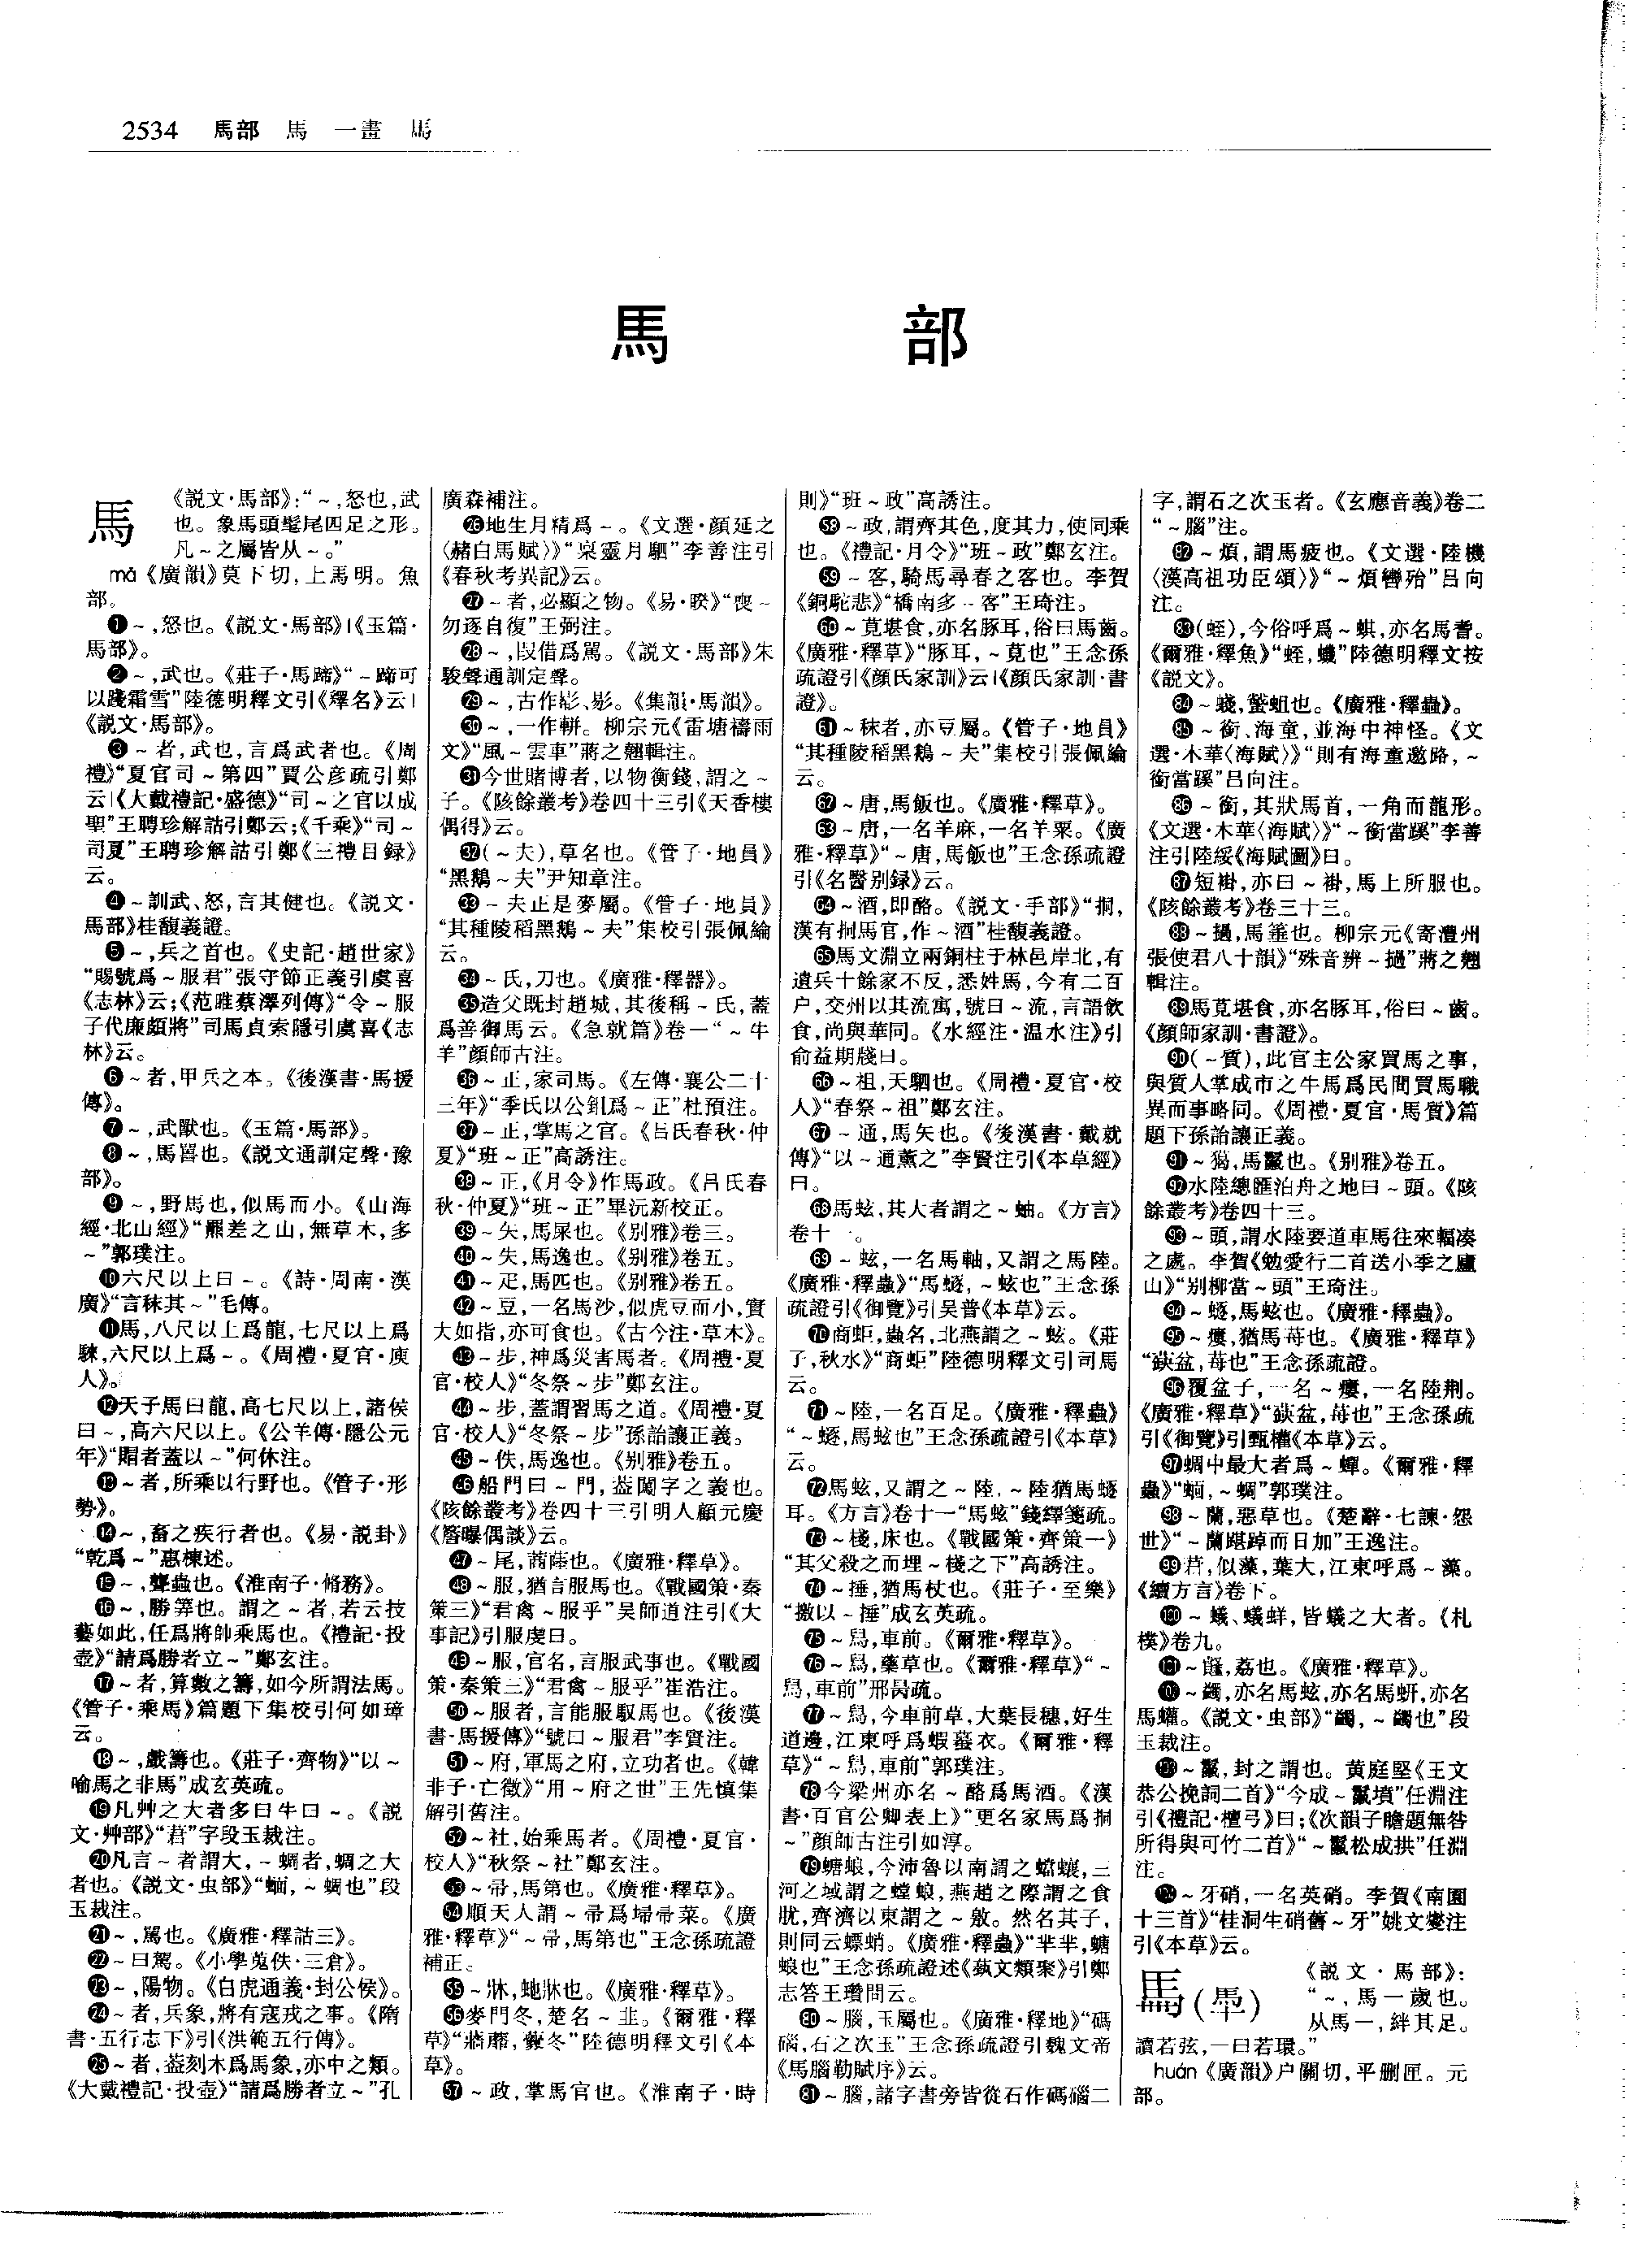 2534 馬部 馬 一畫 馬
馬 部
馬
《説文·馬部》：“～，怒也，武
也。象馬頭髦尾四足之形。
凡～之屬皆从～。”
mǎ《廣韻》莫下切，上馬明。魚
部。
❶～，怒也。《説文·馬部》|《玉篇·
馬部》。
❷～，武也。《莊子·馬蹄》“～蹄可
以踐霜雪”陸德明釋文引《釋名》云|
《説文·馬部》。
❸～者，武也，言爲武者也。《周
禮》“夏官司～第四”賈公彦疏引鄭
云|《大戴禮記·盛德》“司～之官以成
聖”王聘珍解詁引鄭云；《千乘》“司～
司夏”王聘珍解詁引鄭《三禮目録》
云。
❹～訓武、怒，言其健也。《説文·
馬部》桂馥義證。
❺～，兵之首也。《史記·趙世家》
“賜號爲～服君”張守節正義引虞喜
《志林》云；《范雎蔡澤列傳》“令～服
子代廉頗將”司馬貞索隱引虞喜《志
林》云。
❻～者，甲兵之本。《後漢書·馬援
傳》。
❼～，武獸也。《玉篇·馬部》。
❽～，馬嘼也。《説文通訓定聲·豫
部》。
❾～，野馬也，似馬而小。《山海
經·北山經》“羆差之山，無草木，多
～”郭璞注。
❿六尺以上曰～。《詩·周南·漢
廣》“言秣其～”毛傳。
⓫馬，八尺以上爲龍，七尺以上爲
騋，六尺以上爲～。《周禮·夏官·庾
人》。
⓬天子馬曰龍，高七尺以上，諸侯
曰～，高六尺以上。《公羊傳·隱公元
年》“賵者蓋以～”何休注。
⓭～者，所乘以行野也。《管子·形
勢》。
⓮～，畜之疾行者也。《易·説卦》
“乾爲～”惠棟述。
⓯～，聾蟲也。《淮南子·脩務》。
⓰～，勝筭也。謂之～者，若云技
藝如此，任爲將帥乘馬也。《禮記·投
壺》“請爲勝者立～”鄭玄注。
⓱～者，算數之籌，如今所謂法馬。
《管子·乘馬》篇題下集校引何如璋
云。
⓲～，戲籌也。《莊子·齊物》“以～
喻馬之非馬”成玄英疏。
⓳凡艸之大者多曰牛曰～。《説
文·艸部》“莙”字段玉裁注。
⓴凡言～者謂大，～蜩者，蜩之大
者也。《説文·虫部》“蝒，～蜩也”段
玉裁注。
㉑～，罵也。《廣雅·釋詁三》。
㉒～曰駕。《小學蒐佚·三倉》。
㉓～，陽物。《白虎通義·封公侯》。
㉔～者，兵象，將有寇戎之事。《隋
書·五行志下》引《洪範五行傳》。
㉕～者，盗刻木爲馬象，亦中之類。
《大戴禮記·投壺》“請爲勝者立～”孔
廣森補注。
㉖地生月精爲～。《文選·顔延之
〈赭白馬賦〉》“稟靈月駟”李善注引
《春秋考異記》云。
㉗～者，必顯之物。《易·睽》“喪～
勿逐自復”王弼注。
㉘～，叚借爲罵。《説文·馬部》朱
駿聲通訓定聲。
㉙～，古作影、影。《集韻·馬韻》。
㉚～，一作軿。柳宗元《雷塘禱雨
文》“風～雲車”蔣之翹輯注。
㉛今世賭博者，以物衡錢，謂之～
子。《陔餘叢考》卷四十三引《天香樓
偶得》云。
㉜（～夫），草名也。《管子·地員》
“黑鵝～夫”尹知章注。
㉝～夫正是麥屬。《管子·地員》
“其種陵稻黑鵝～夫”集校引張佩綸
云。
㉞～氏，刀也。《廣雅·釋器》。
㉟造父既封趙城，其後稱～氏，蓋
爲善御馬云。《急就篇》卷一“～牛
羊”顔師古注。
㊱～正，家司馬。《左傳·襄公二十
三年》“季氏以公鉏爲～正”杜預注。
㊲～正，掌馬之官。《吕氏春秋·仲
夏》“班～正”高誘注。
㊳～正，《月令》作馬政。《吕氏春
秋·仲夏》“班～正”畢沅新校正。
㊴～矢，馬屎也。《别雅》卷三。
㊵～失，馬逸也。《别雅》卷五。
㊶～疋，馬匹也。《别雅》卷五。
㊷～豆，一名馬沙，似虎豆而小，實
大如指，亦可食也。《古今注·草木》。
㊸～步，神爲災害馬者。《周禮·夏
官·校人》“冬祭～步”鄭玄注。
㊹～步，蓋謂習馬之道。《周禮·夏
官·校人》“冬祭～步”孫詒讓正義。
㊺～佚，馬逸也。《别雅》卷五。
㊻船門曰～門，盗闖字之義也。
《陔餘叢考》卷四十三引明人顧元慶
《簷曝偶談》云。
㊼～尾，蔏蓫也。《廣雅·釋草》。
㊽～服，猶言服馬也。《戰國策·秦
策三》“君禽～服乎”吴師道注引《大
事記》引服虔曰。
㊾～服，官名，言服武事也。《戰國
策·秦策三》“君禽～服乎”崔浩注。
㊿～服者，言能服馭馬也。《後漢
書·馬援傳》“號曰～服君”李賢注。
51～府，軍馬之府，立功者也。《韓
非子·亡徵》“用～府之世”王先慎集
解引舊注。
52～社，始乘馬者。《周禮·夏官·
校人》“秋祭～社”鄭玄注。
53～帚，馬第也。《廣雅·釋草》。
54順天人謂～帚爲埽帚菜。《廣
雅·釋草》“～帚，馬第也”王念孫疏證
補正。
55～牀，虵牀也。《廣雅·釋草》。
56麥門冬，楚名～韭。《爾雅·釋
草》“蘠蘼，虋冬”陸德明釋文引《本
草》。
57～政，掌馬官也。《淮南子·時
則》“班～政”高誘注。
58～政，謂齊其色，度其力，使同乘
也。《禮記·月令》“班～政”鄭玄注。
59～客，騎馬尋春之客也。李賀
《銅駝悲》“橋南多～客”王琦注。
60～莧堪食，亦名豚耳，俗曰馬齒。
《廣雅·釋草》“豚耳，～莧也”王念孫
疏證引《顔氏家訓》云|《顔氏家訓·書
證》。
61～秣者，亦豆屬。《管子·地員》
“其種陵稻黑鵝～夫”集校引張佩綸
云。
62～唐，馬飯也。《廣雅·釋草》。
63～唐，一名羊麻，一名羊粟。《廣
雅·釋草》“～唐，馬飯也”王念孫疏證
引《名醫别録》云。
64～酒，即酪。《説文·手部》“挏，
漢有挏馬官，作～酒”桂馥義證。
65馬文淵立兩銅柱于林邑岸北，有
遺兵十餘家不反，悉姓馬，今有二百
户，交州以其流寓，號曰～流，言語飲
食，尚與華同。《水經注·温水注》引
俞益期牋曰。
66～祖，天駟也。《周禮·夏官·校
人》“春祭～祖”鄭玄注。
67～通，馬矢也。《後漢書·戴就
傳》“以～通薰之”李賢注引《本草經》
曰。
68馬蚿，其大者謂之～蚰。《方言》
卷十一。
69～蚿，一名馬軸，又謂之馬陸。
《廣雅·釋蟲》“馬蝬，～蚿也”王念孫
疏證引《御覽》引吴普《本草》云。
70商蚷，蟲名，北燕謂之～蚿。《莊
子，秋水》“商蚷”陸德明釋文引司馬
云。
71～陸，一名百足。《廣雅·釋蟲》
“～蝬，馬蚿也”王念孫疏證引《本草》
云。
72馬蚿，又謂之～陸，～陸猶馬蝬
耳。《方言》卷十一“馬蚿”錢繹箋疏。
73～棧，床也。《戰國策·齊策一》
“其父殺之而埋～棧之下”高誘注。
74～捶，猶馬杖也。《莊子·至樂》
“撽以～捶”成玄英疏。
75～舄，車前。《爾雅·釋草》。
76～舄，藥草也。《爾雅·釋草》“～
舄，車前”邢昺疏。
77～舄，今車前草，大葉長穗，好生
道邊，江東呼爲蝦蟇衣。《爾雅·釋
草》“～舄，車前”郭璞注。
78今梁州亦名～酪爲馬酒。《漢
書·百官公卿表上》“更名家馬爲挏
～”顔師古注引如淳。
79螗蜋，今沛魯以南謂之蟷蠰，三
河之域謂之螳蜋，燕趙之際謂之食
肬，齊濟以東謂之～敫。然名其子，
則同云螵蛸。《廣雅·釋蟲》“芈芈，螗
蜋也”王念孫疏證述《蓺文類聚》引鄭
志答王瓚問云。
80～腦，玉屬也。《廣雅·釋地》“碼
碯，石之次玉”王念孫疏證引魏文帝
《馬腦勒賦序》云。
81～腦，諸字書旁皆從石作碼碯二
字，謂石之次玉者。《玄應音義》卷二
“～腦”注。
82～煩，謂馬疲也。《文選·陸機
〈漢高祖功臣頌〉》“～煩轡殆”吕向
注。
83（蛭），今俗呼爲～蜞，亦名馬耆。
《爾雅·釋魚》“蛭，蟣”陸德明釋文按
《説文》。
84～䗃，蝥蛆也。《廣雅·釋蟲》。
85～銜、海童，並海中神怪。《文
選·木華〈海賦〉》“則有海童邀路，～
銜當蹊”吕向注。
86～銜，其狀馬首，一角而龍形。
《文選·木華〈海賦〉》“～銜當蹊”李善
注引陸綏《海賦圖》曰。
87短褂，亦曰～褂，馬上所服也。
《陔餘叢考》卷三十三。
88～撾，馬箠也。柳宗元《寄澧州
張使君八十韻》“殊音辨～撾”蔣之翹
輯注。
89馬莧堪食，亦名豚耳，俗曰～齒。
《顔師家訓·書證》。
90（～質），此官主公家買馬之事，
與質人掌成市之牛馬爲民間買馬職
異而事略同。《周禮·夏官·馬質》篇
題下孫詒讓正義。
91～獦，馬鬣也。《别雅》卷五。
92水陸總匯泊舟之地曰～頭。《陔
餘叢考》卷四十三。
93～頭，謂水陸要道車馬往來輻湊
之處。李賀《勉愛行二首送小季之廬
山》“别柳當～頭”王琦注。
94～蝬，馬蚿也。《廣雅·釋蟲》。
95～瘻，猶馬苺也。《廣雅·釋草》
“蒛盆，苺也”王念孫疏證。
96覆盆子，一名～瘻，一名陸荆。
《廣雅·釋草》“蒛盆，苺也”王念孫疏
引《御覽》引甄權《本草》云。
97蜩中最大者爲～蟬。《爾雅·釋
蟲》“蝒，～蜩”郭璞注。
98～蘭，惡草也。《楚辭·七諫·怨
世》“～蘭踸踔而日加”王逸注。
99莙，似藻，葉大，江東呼爲～藻。
《續方言》卷下。
100～蟻、蟻蛘，皆蟻之大者。《札
樸》卷九。
101～䪥，荔也。《廣雅·釋草》。
102～蠲，亦名馬蚿，亦名馬蚈，亦名
馬蠸。《説文·虫部》“蠲，～蠲也”段
玉裁注。
103～鬣，封之謂也。黄庭堅《王文
恭公挽詞二首》“今成～鬣墳”任淵注
引《禮記·檀弓》曰；《次韻子瞻題無咎
所得與可竹二首》“～鬣松成拱”任淵
注。
104～牙硝，一名英硝。李賀《南園
十三首》“桂洞生硝舊～牙”姚文燮注
引《本草》云。
《説文·馬部》：
“～，馬一歲也。
从馬一，絆其足。
讀若弦，一曰若環。”
huán《廣韻》户關切，平删匣。元
部。